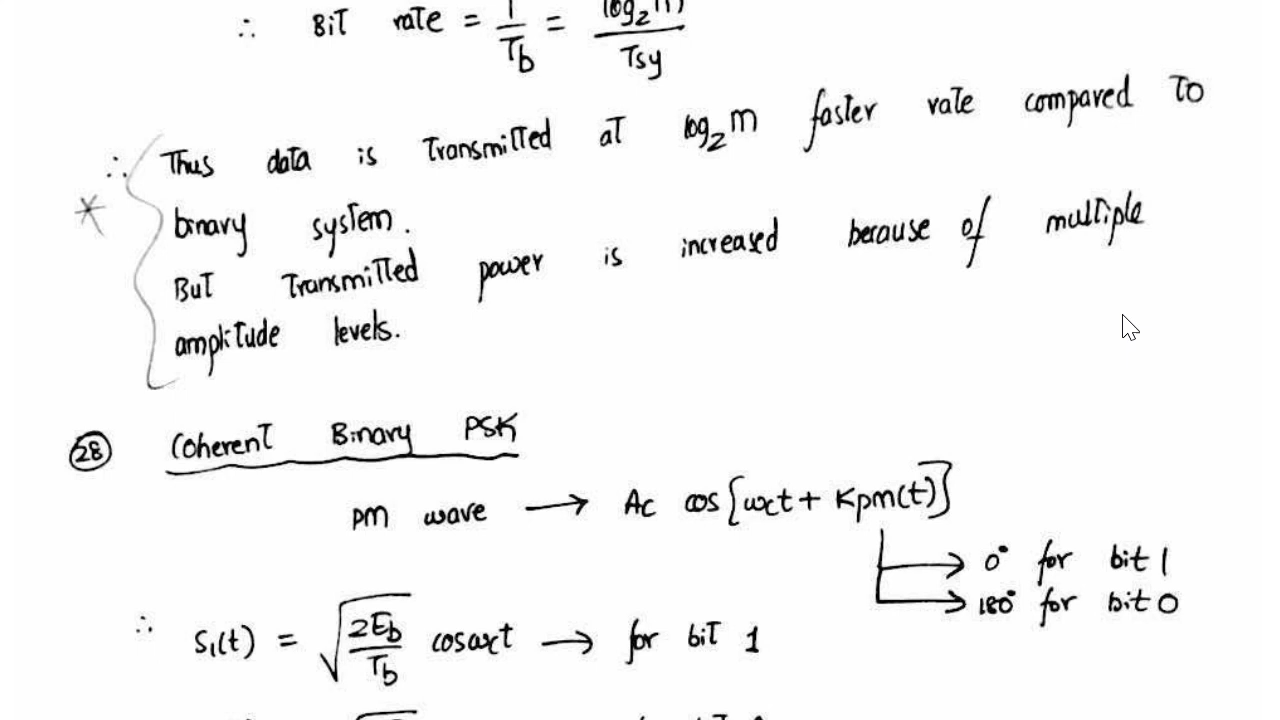 ∴ BiT rate = 1/Tb = log₂m/Tsy
∴ Thus data is Transmitted at log₂m faster rate compared To
* binary system.
But Transmitted power is increased because of multiple
amplitude levels.
(28) Coherent Binary PSK
PM wave → Ac cos[ωct + Kpm(t)]
→ 0° for bit 1
→ 180° for bit 0
∴ S₁(t) = √(2Eb/Tb) cosωct → for biT 1